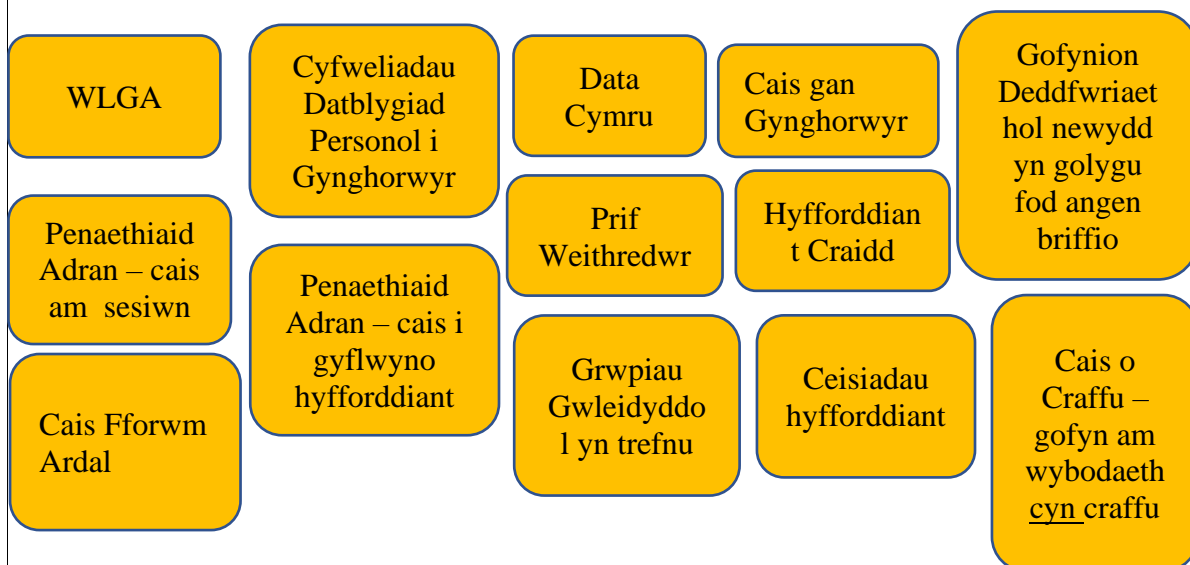 WLGA
Cyfweliadau
Datblygiad
Personol i
Gynghorwyr
Data
Cymru
Cais gan
Gynghorwyr
Gofynion
Deddfwriaet
hol newydd
yn golygu
fod angen
briffio
Penaethiaid
Adran – cais
am sesiwn
Penaethiaid
Adran – cais i
gyflwyno
hyfforddiant
Prif
Weithredwr
Hyfforddian
t Craidd
Cais Fforwm
Ardal
Grwpiau
Gwleidyddo
l yn trefnu
Ceisiadau
hyfforddiant
Cais o
Craffu –
gofyn am
wybodaeth
cyn craffu